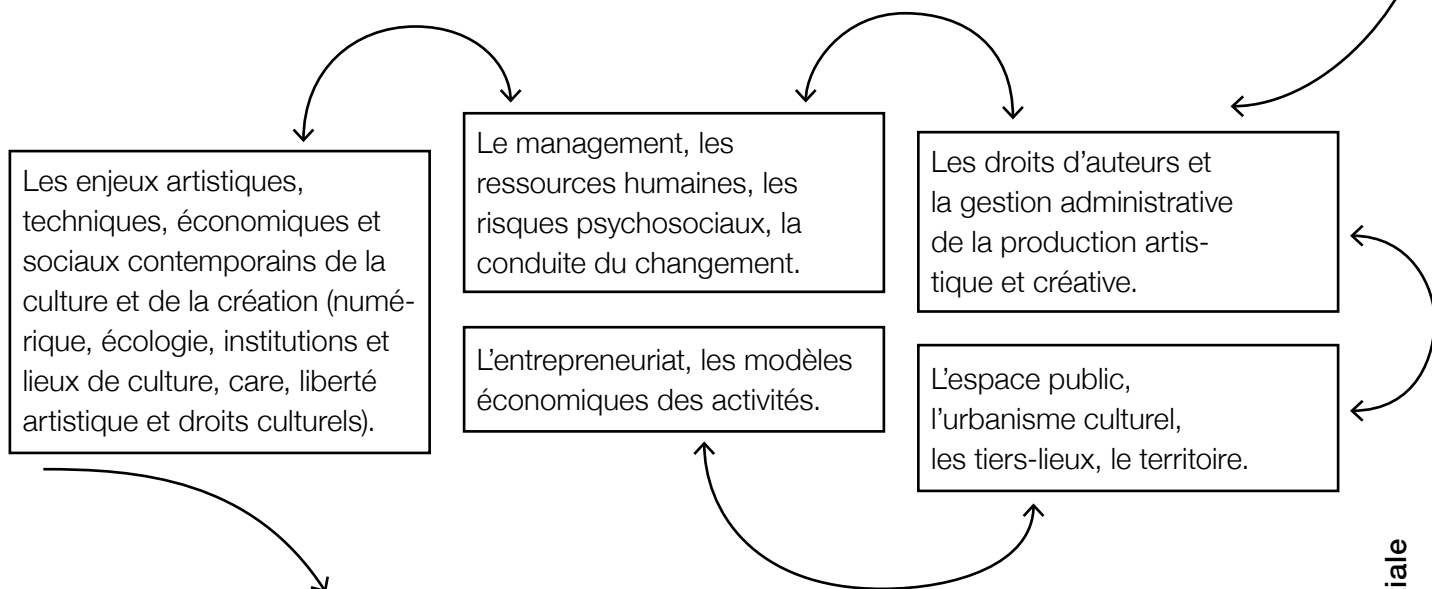 Les enjeux artistiques,
techniques, économiques et
sociaux contemporains de la
culture et de la création (numé-
rique, écologie, institutions et
lieux de culture, care, liberté
artistique et droits culturels).
Le management, les
ressources humaines, les
risques psychosociaux, la
conduite du changement.
L'entrepreneuriat, les modèles
économiques des activités.
Les droits d'auteurs et
la gestion administrative
de la production artis-
tique et créative.
L'espace public,
l'urbanisme culturel,
les tiers-lieux, le territoire.
iale